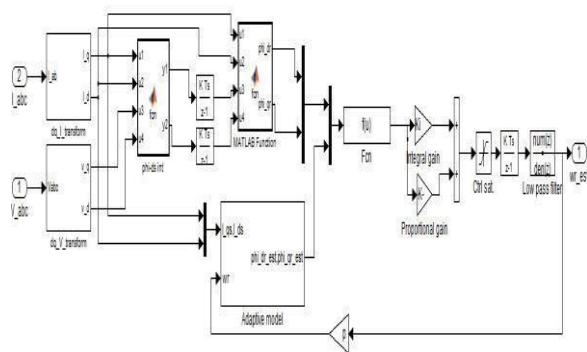 2
I_abc
I_ab
I_q
I_d
dq_I_transform
1
V_abc
Vabc
v_q
v_d
dq_V_transform
u1
u2
u3
u4
fcn
y1
y2
phi-ds int
K Ts
z-1
K Ts
z-1
u1
u2
u3
u4
fcn
phi_dr
phi_qr
MATLAB Function
f(u)
Fcn
Integral gain
Proportional gain
+
+
Ctrl sat.
K Ts
z-1
num(z)
den(z)
Low pass filter
1
wr_est
I_qs,I_ds
wr
phi_dr_est,phi_qr_est
Adaptive model
p